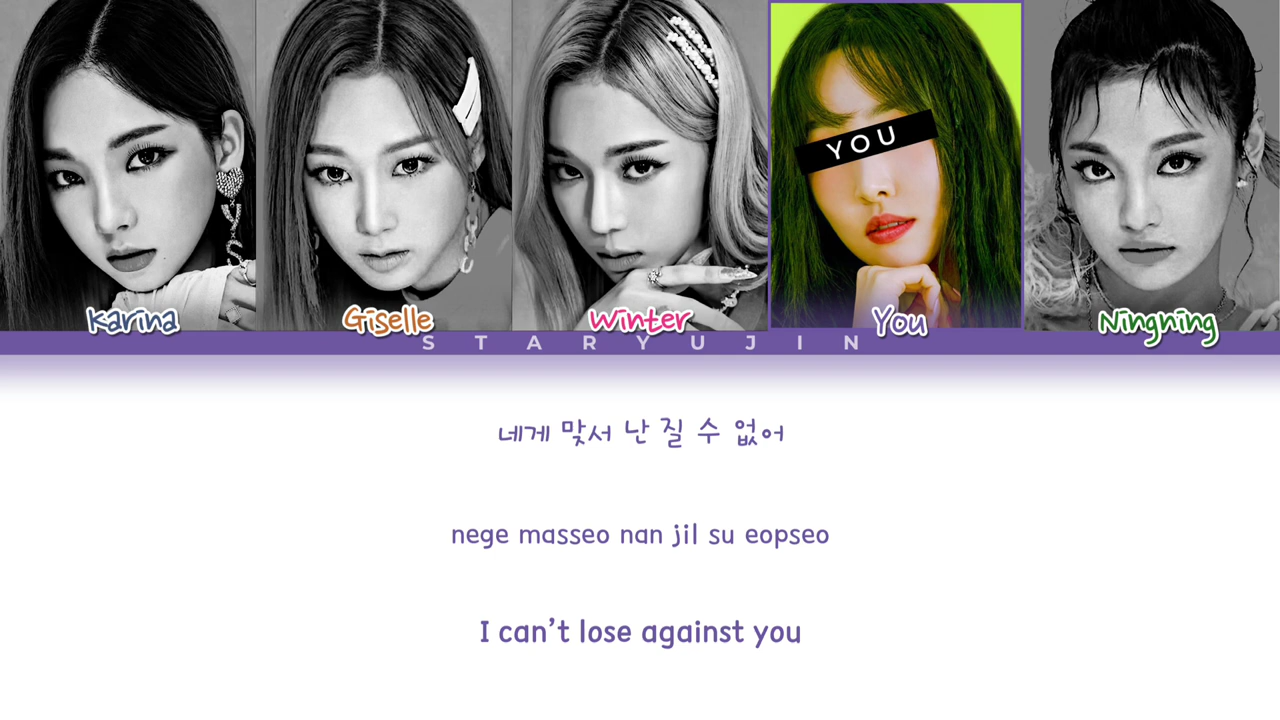 YOU
Karina
Giselle
Winter
You
Ningning
STARYUJIN
네게 맞서 난 질 수 없어
nege masseo nan jil su eopseo
I can't lose against you